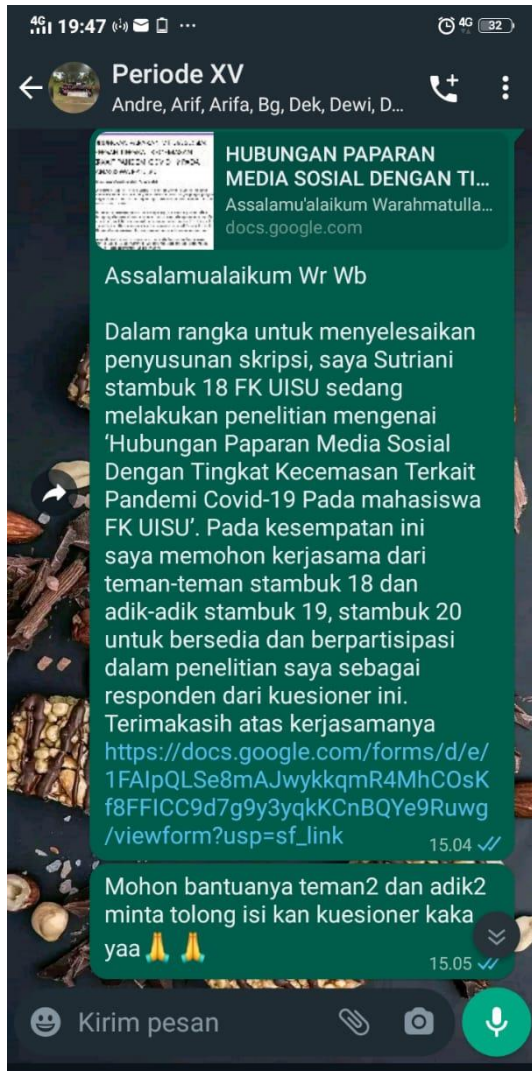 4G 19:47 ... 4G 32
Periode XV
Andre, Arif, Arifa, Bg, Dek, Dewi, D...
HUBUNGAN PAPARAN
MEDIA SOSIAL DENGAN TI...
Assalamu'alaikum Warahmatulla...
docs.google.com
Assalamualaikum Wr Wb
Dalam rangka untuk menyelesaikan
penyusunan skripsi, saya Sutriani
stambuk 18 FK UISU sedang
melakukan penelitian mengenai
‘Hubungan Paparan Media Sosial
Dengan Tingkat Kecemasan Terkait
Pandemi Covid-19 Pada mahasiswa
FK UISU’. Pada kesempatan ini
saya memohon kerjasama dari
teman-teman stambuk 18 dan
adik-adik stambuk 19, stambuk 20
untuk bersedia dan berpartisipasi
dalam penelitian saya sebagai
responden dari kuesioner ini.
Terimakasih atas kerjasamanya
https://docs.google.com/forms/d/e/
1FAIpQLSe8mAJwykkqmR4MhCOsK
f8FFICC9d7g9y3yqkKCnBQYe9Ruwg
/viewform?usp=sf_link
15.04
Mohon bantuanya teman2 dan adik2
minta tolong isi kan kuesioner kaka
yaa 🙏 🙏
15.05
Kirim pesan